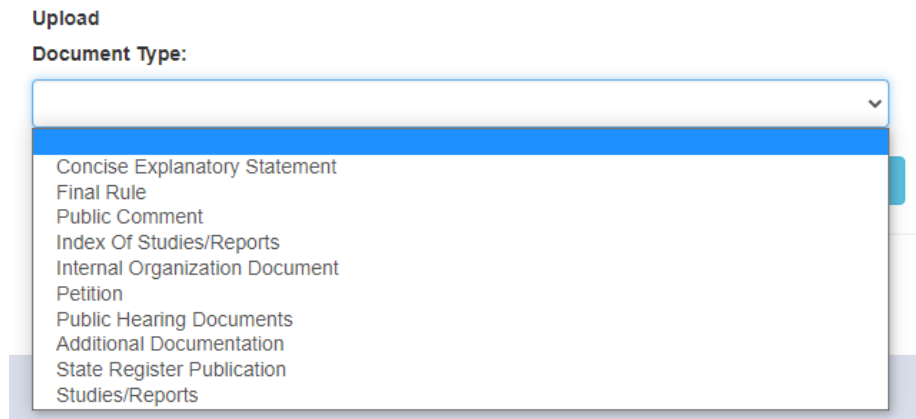 Upload
Document Type:
Concise Explanatory Statement
Final Rule
Public Comment
Index Of Studies/Reports
Internal Organization Document
Petition
Public Hearing Documents
Additional Documentation
State Register Publication
Studies/Reports